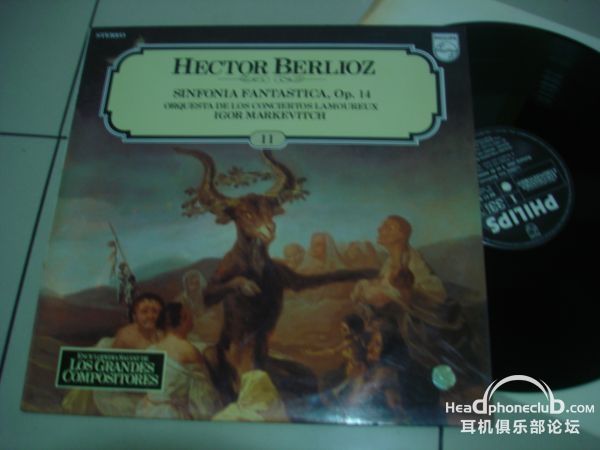 STEREO
PHILIPS
HECTOR BERLIOZ
SINFONIA FANTASTICA, Op. 14
ORQUESTA DE LOS CONCIERTOS LAMOUREUX
IGOR MARKEVITCH
11
PHILIPS
ENCICLOPEDIA SALVAT DE
LOS GRANDES
COMPOSITORES
HeadphoneClub.com
耳机俱乐部论坛